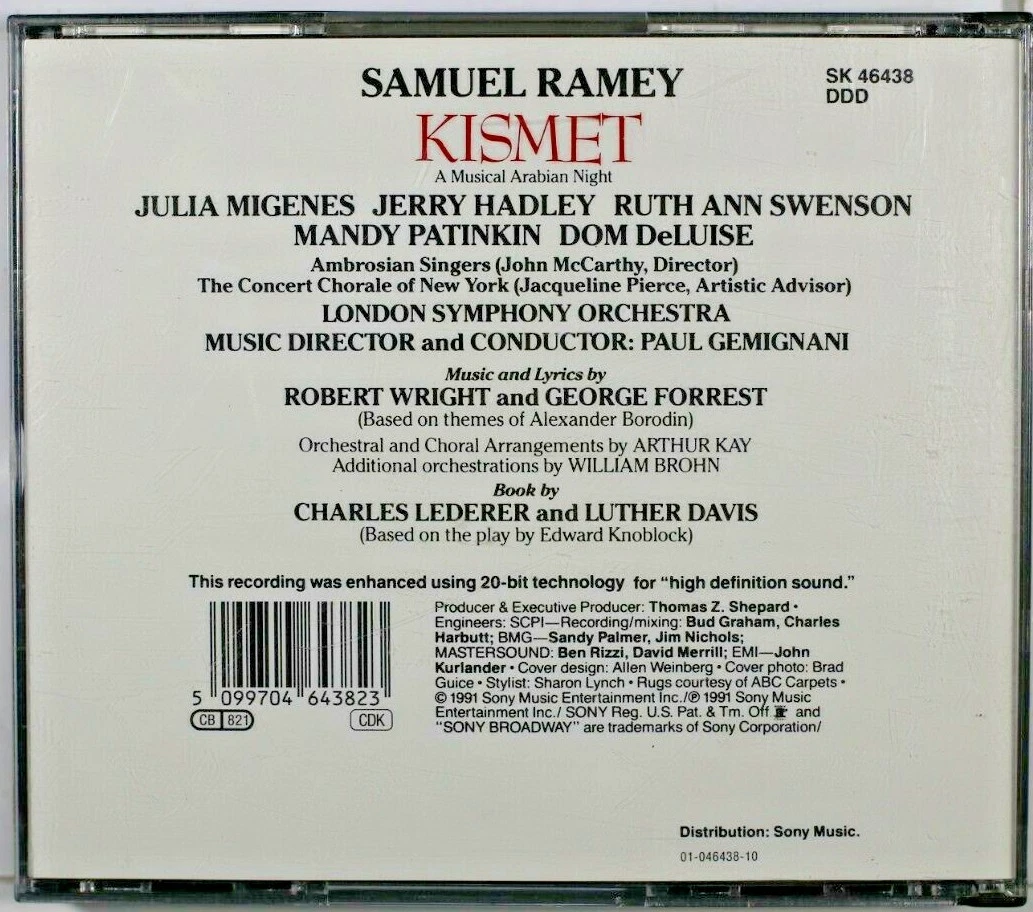 SAMUEL RAMEY
SK 46438
DDD
KISMET
A Musical Arabian Night
JULIA MIGENES JERRY HADLEY RUTH ANN SWENSON
MANDY PATINKIN DOM DeLUISE
Ambrosian Singers (John McCarthy, Director)
The Concert Chorale of New York (Jacqueline Pierce, Artistic Advisor)
LONDON SYMPHONY ORCHESTRA
MUSIC DIRECTOR and CONDUCTOR: PAUL GEMIGNANI
Music and Lyrics by
ROBERT WRIGHT and GEORGE FORREST
(Based on themes of Alexander Borodin)
Orchestral and Choral Arrangements by ARTHUR KAY
Additional orchestrations by WILLIAM BROHN
Book by
CHARLES LEDERER and LUTHER DAVIS
(Based on the play by Edward Knoblock)
This recording was enhanced using 20-bit technology for “high definition sound.”
5 099704 643823
CB 821
CDK
Producer & Executive Producer: Thomas Z. Shepard •
Engineers: SCPI—Recording/mixing: Bud Graham, Charles
Harbutt; BMG—Sandy Palmer, Jim Nichols;
MASTERSOUND: Ben Rizzi, David Merrill; EMI—John
Kurlander • Cover design: Allen Weinberg • Cover photo: Brad
Guice • Stylist: Sharon Lynch • Rugs courtesy of ABC Carpets •
© 1991 Sony Music Entertainment Inc./℗ 1991 Sony Music
Entertainment Inc./ SONY Reg. U.S. Pat. & Tm. Off. and
“SONY BROADWAY” are trademarks of Sony Corporation/
Distribution: Sony Music.
01-046438-10